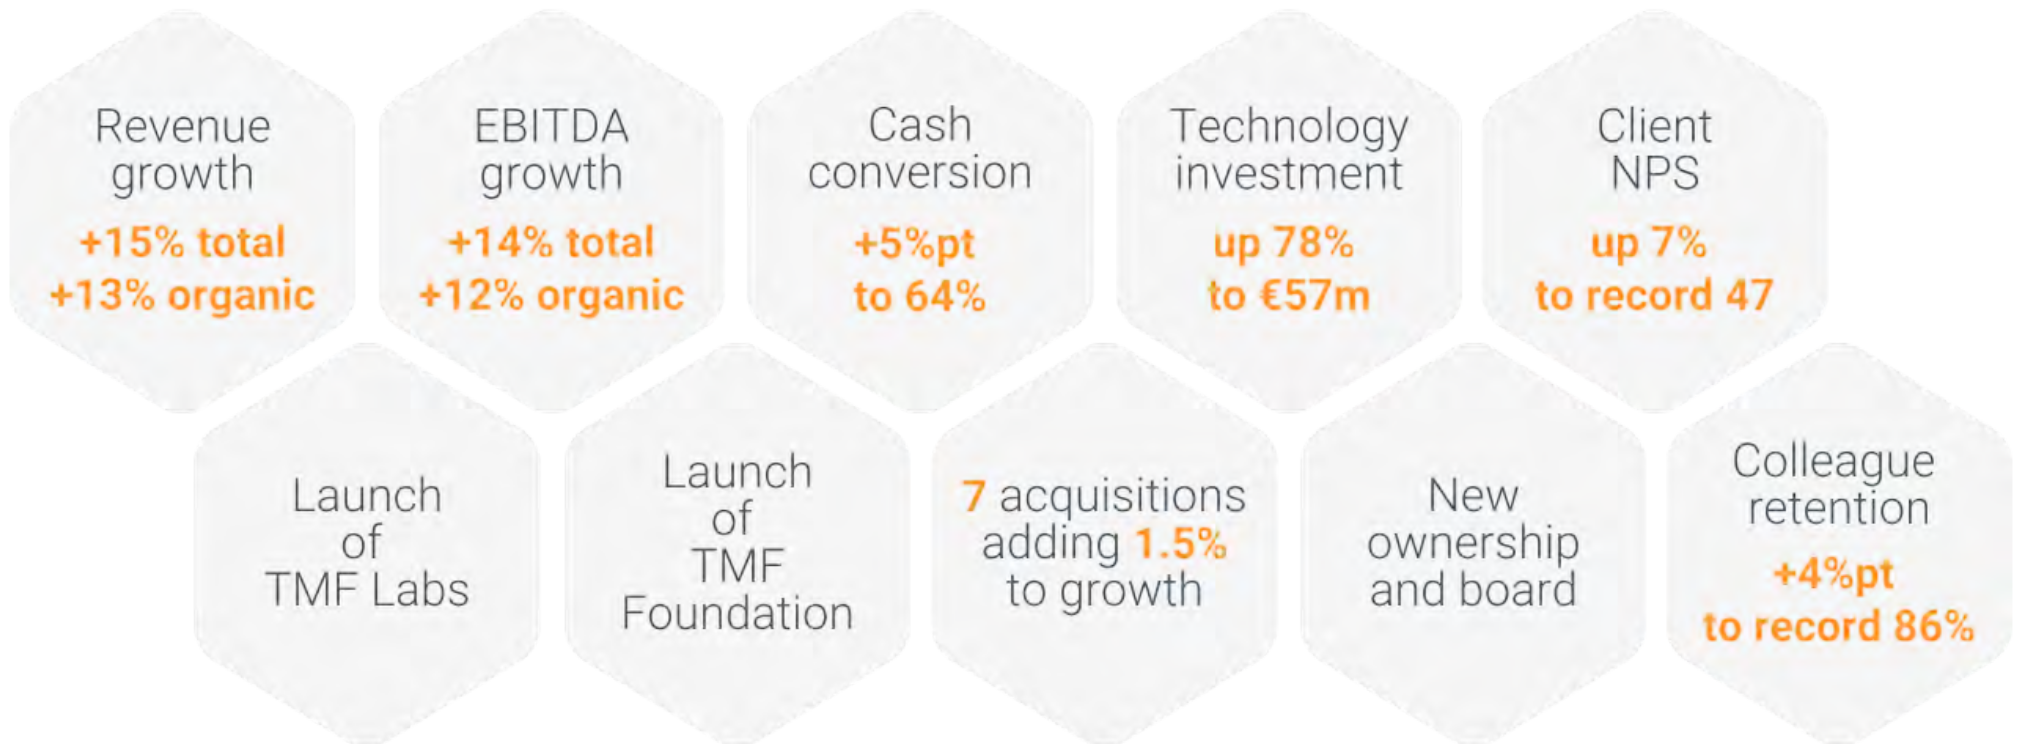 Revenue
growth
+15% total
+13% organic
EBITDA
growth
+14% total
+12% organic
Cash
conversion
+5%pt
to 64%
Technology
investment
up 78%
to €57m
Client
NPS
up 7%
to record 47
Launch
of
TMF Labs
Launch
of
TMF
Foundation
7 acquisitions
adding 1.5%
to growth
New
ownership
and board
Colleague
retention
+4%pt
to record 86%